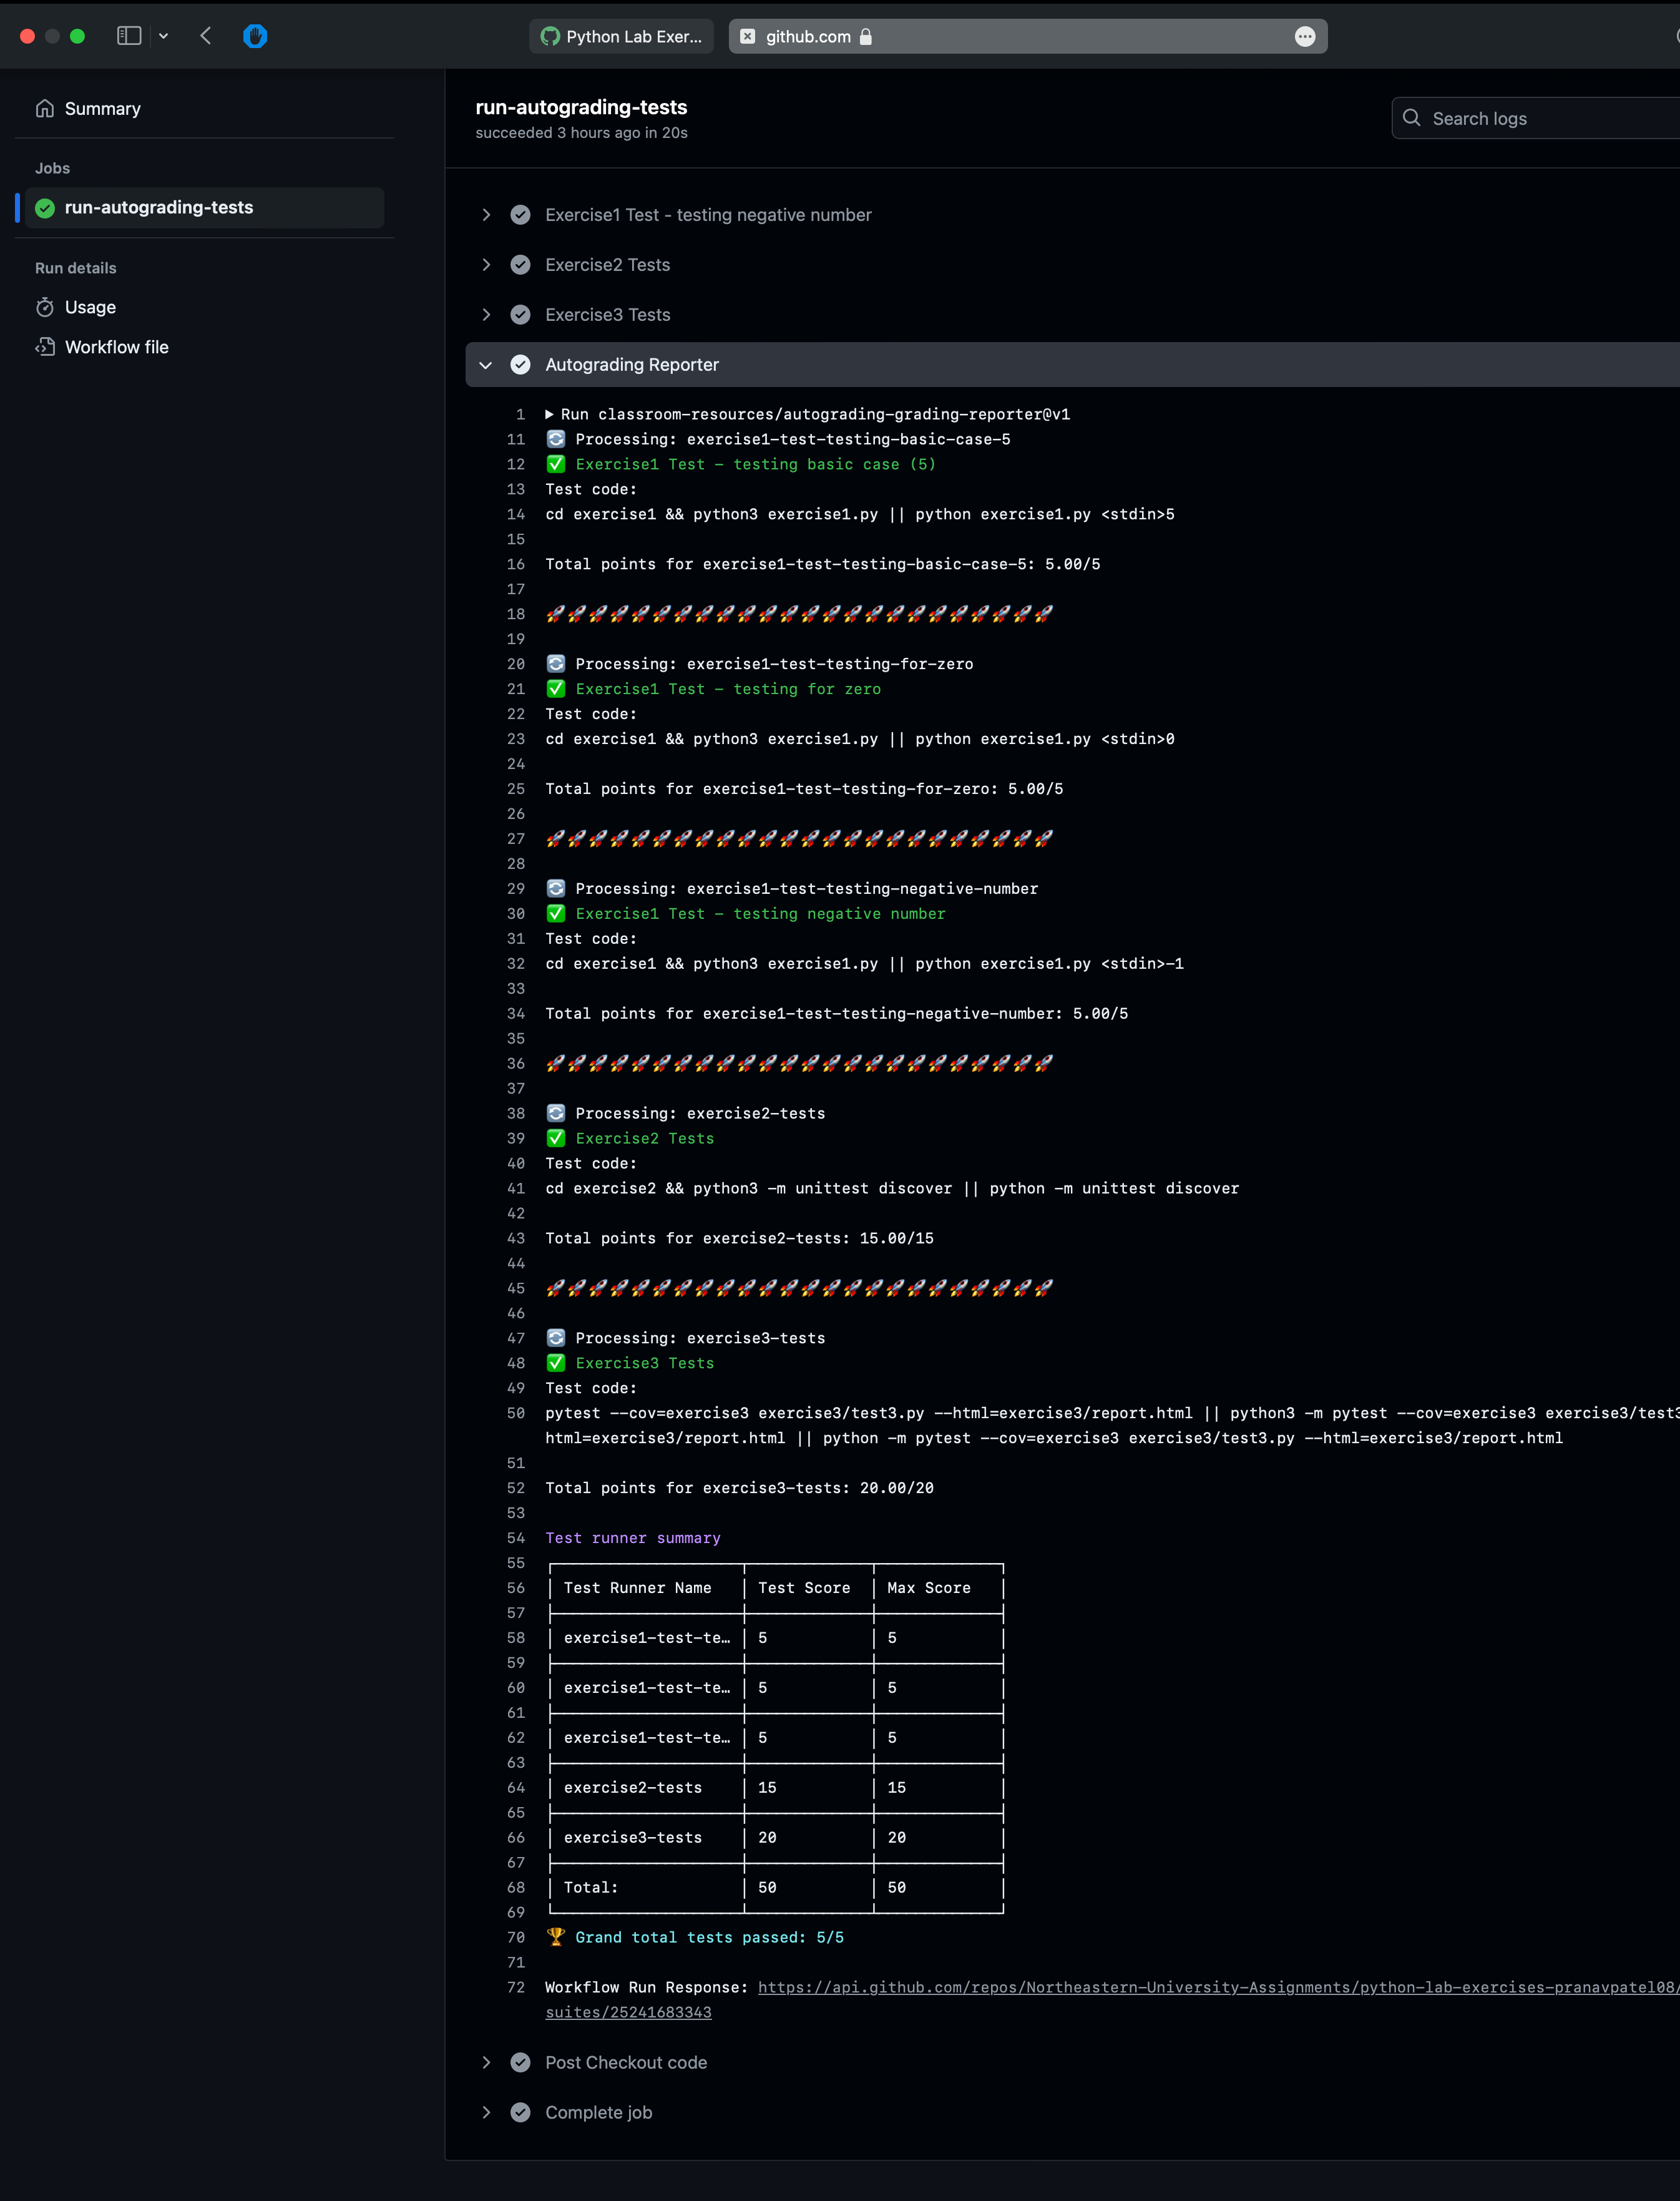 Python Lab Exer...
github.com
Summary
Jobs
run-autograding-tests
Run details
Usage
Workflow file
run-autograding-tests
succeeded 3 hours ago in 20s
Search logs
Exercise1 Test - testing negative number
Exercise2 Tests
Exercise3 Tests
Autograding Reporter
1 ▶ Run classroom-resources/autograding-grading-reporter@v1
11 🔄 Processing: exercise1-test-testing-basic-case-5
12 ✅ Exercise1 Test - testing basic case (5)
13 Test code:
14 cd exercise1 && python3 exercise1.py || python exercise1.py <stdin>5
15
16 Total points for exercise1-test-testing-basic-case-5: 5.00/5
17
18 🚀🚀🚀🚀🚀🚀🚀🚀🚀🚀🚀🚀🚀🚀🚀🚀🚀🚀🚀🚀🚀🚀🚀🚀
19
20 🔄 Processing: exercise1-test-testing-for-zero
21 ✅ Exercise1 Test - testing for zero
22 Test code:
23 cd exercise1 && python3 exercise1.py || python exercise1.py <stdin>0
24
25 Total points for exercise1-test-testing-for-zero: 5.00/5
26
27 🚀🚀🚀🚀🚀🚀🚀🚀🚀🚀🚀🚀🚀🚀🚀🚀🚀🚀🚀🚀🚀🚀🚀🚀
28
29 🔄 Processing: exercise1-test-testing-negative-number
30 ✅ Exercise1 Test - testing negative number
31 Test code:
32 cd exercise1 && python3 exercise1.py || python exercise1.py <stdin>-1
33
34 Total points for exercise1-test-testing-negative-number: 5.00/5
35
36 🚀🚀🚀🚀🚀🚀🚀🚀🚀🚀🚀🚀🚀🚀🚀🚀🚀🚀🚀🚀🚀🚀🚀🚀
37
38 🔄 Processing: exercise2-tests
39 ✅ Exercise2 Tests
40 Test code:
41 cd exercise2 && python3 -m unittest discover || python -m unittest discover
42
43 Total points for exercise2-tests: 15.00/15
44
45 🚀🚀🚀🚀🚀🚀🚀🚀🚀🚀🚀🚀🚀🚀🚀🚀🚀🚀🚀🚀🚀🚀🚀🚀
46
47 🔄 Processing: exercise3-tests
48 ✅ Exercise3 Tests
49 Test code:
50 pytest --cov=exercise3 exercise3/test3.py --html=exercise3/report.html || python3 -m pytest --cov=exercise3 exercise3/test3
html=exercise3/report.html || python -m pytest --cov=exercise3 exercise3/test3.py --html=exercise3/report.html
51
52 Total points for exercise3-tests: 20.00/20
53
54 Test runner summary
55
56 │ Test Runner Name │ Test Score │ Max Score │
57
58 │ exercise1-test-te… │ 5 │ 5 │
59
60 │ exercise1-test-te… │ 5 │ 5 │
61
62 │ exercise1-test-te… │ 5 │ 5 │
63
64 │ exercise2-tests │ 15 │ 15 │
65
66 │ exercise3-tests │ 20 │ 20 │
67
68 │ Total: │ 50 │ 50 │
69
70 🏆 Grand total tests passed: 5/5
71
72 Workflow Run Response: https://api.github.com/repos/Northeastern-University-Assignments/python-lab-exercises-pranavpatel08/
suites/25241683343
Post Checkout code
Complete job